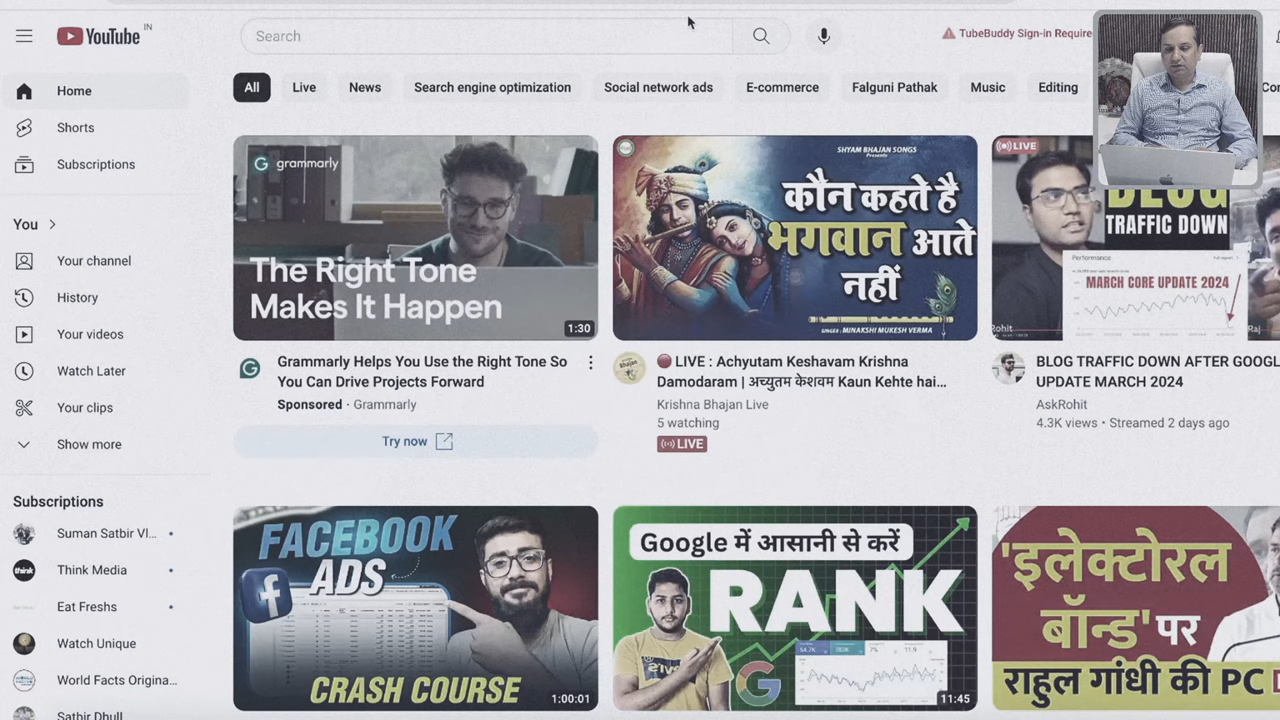 YouTube IN
Search
TubeBuddy Sign-in Require
All
Live
News
Search engine optimization
Social network ads
E-commerce
Falguni Pathak
Music
Editing
Home
Shorts
Subscriptions
You
Your channel
History
Your videos
Watch Later
Your clips
Show more
Subscriptions
Suman Satbir Vl...
Think Media
Eat Freshs
Watch Unique
World Facts Origina...
Satbir Dhull
grammarly
The Right Tone
Makes It Happen
1:30
Grammarly Helps You Use the Right Tone So
You Can Drive Projects Forward
Sponsored · Grammarly
Try now
SHYAM BHAJAN SONGS
Presents
कौन कहते है
भगवान आते
नहीं
SINGER : MINAKSHI MUKESH VERMA
Bhajan
LIVE : Achyutam Keshavam Krishna
Damodaram | अच्युतम केशवम Kaun Kehte hai...
Krishna Bhajan Live
5 watching
LIVE
LIVE
BLOG
TRAFFIC DOWN
Performance
MARCH CORE UPDATE 2024
Rohit
Raj
BLOG TRAFFIC DOWN AFTER GOOGL
UPDATE MARCH 2024
AskRohit
4.3K views • Streamed 2 days ago
FACEBOOK
ADS
CRASH COURSE
1:00:01
Google में आसानी से करें
RANK
11:45
'इलेक्टोरल
बॉन्ड' पर
राहुल गांधी की PC